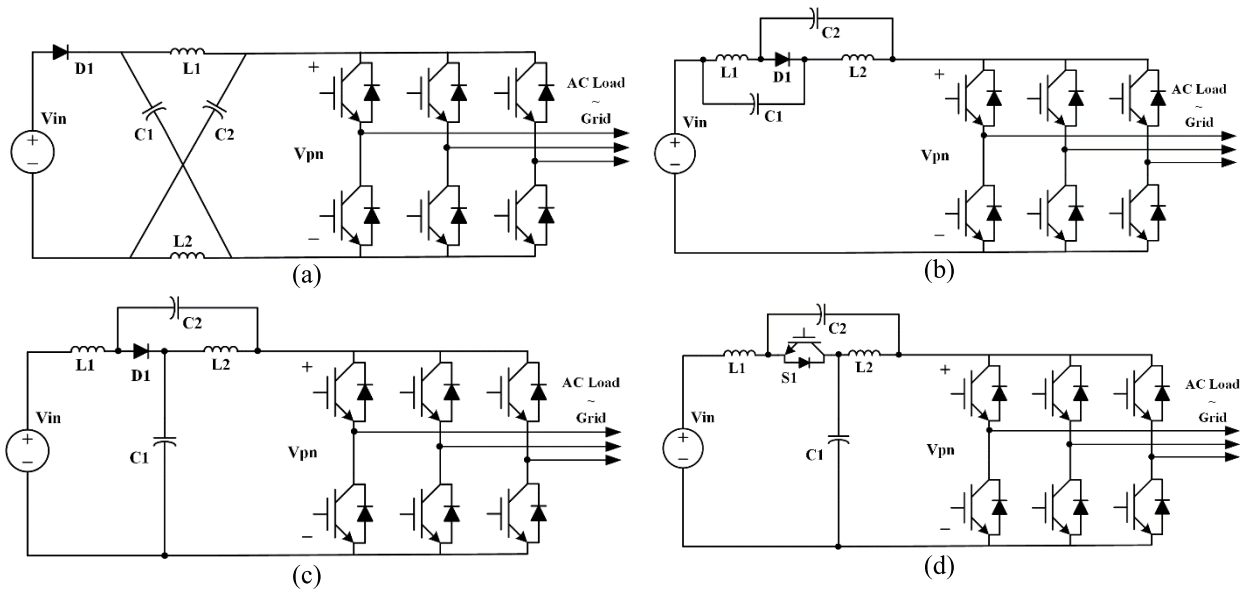 D1
L1
C1
C2
Vin
+
−
L2
+
Vpn
−
AC Load
~
Grid
(a)
C2
L1
D1
L2
C1
Vin
+
−
+
Vpn
−
AC Load
~
Grid
(b)
C2
L1
D1
L2
C1
Vin
+
−
+
Vpn
−
AC Load
~
Grid
(c)
C2
L1
S1
L2
C1
Vin
+
−
+
Vpn
−
AC Load
~
Grid
(d)